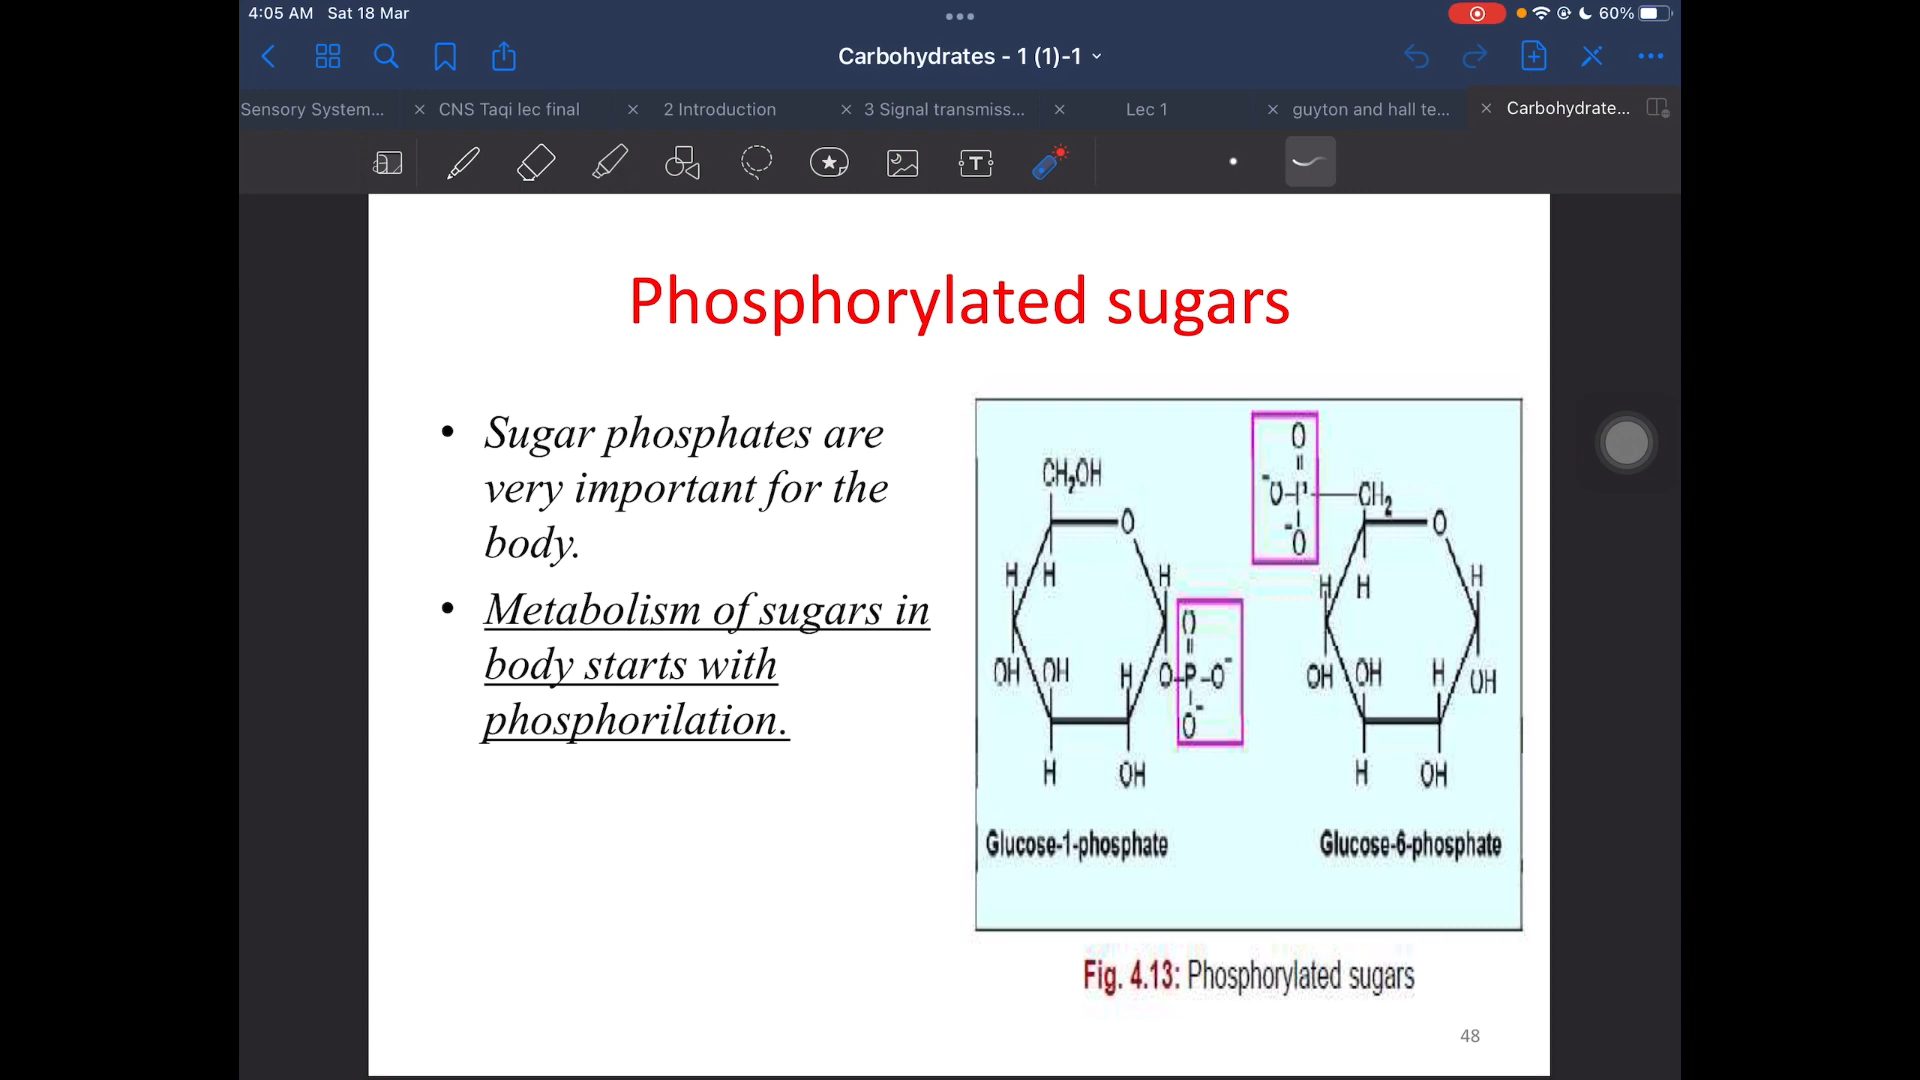 4:05 AM Sat 18 Mar
60%
Carbohydrates - 1 (1)-1
Sensory System... × CNS Taqi lec final × 2 Introduction × 3 Signal transmiss... × Lec 1 × guyton and hall te... × Carbohydrate...
T
Phosphorylated sugars
• Sugar phosphates are
very important for the
body.
• Metabolism of sugars in
body starts with
phosphorilation.
CH₂OH
O
H H H
OH OH H O–P–O⁻
O
O⁻
H OH
Glucose-1-phosphate
O
⁻O–P–CH₂
⁻O
O
H H H
OH OH H OH
H OH
Glucose-6-phosphate
Fig. 4.13: Phosphorylated sugars
48